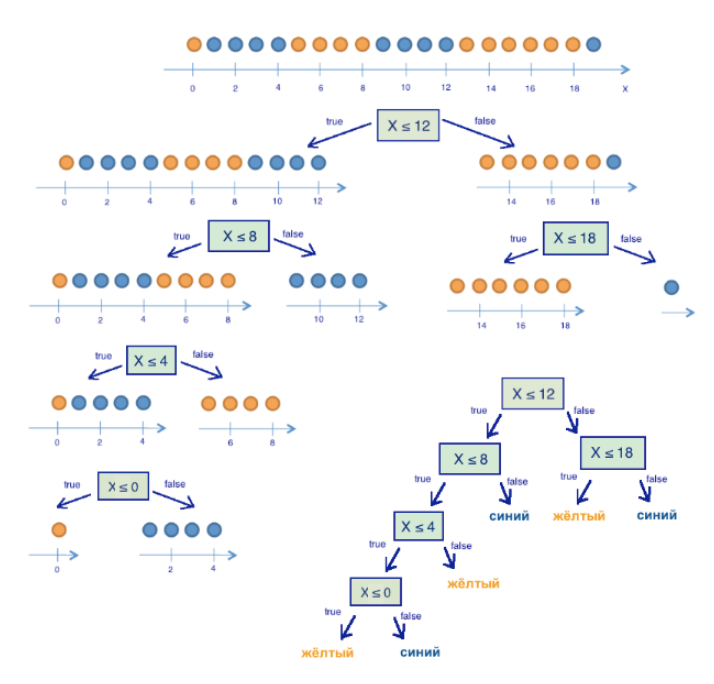 0 2 4 6 8 10 12 14 16 18 X
true X ≤ 12 false
0 2 4 6 8 10 12
14 16 18
true X ≤ 8 false
true X ≤ 18 false
0 2 4 6 8
10 12
14 16 18
true X ≤ 4 false
0 2 4
6 8
true X ≤ 0 false
0
2 4
X ≤ 12
true false
X ≤ 8
X ≤ 18
true false
true false
синий
жёлтый
синий
X ≤ 4
true false
жёлтый
X ≤ 0
true false
жёлтый
синий